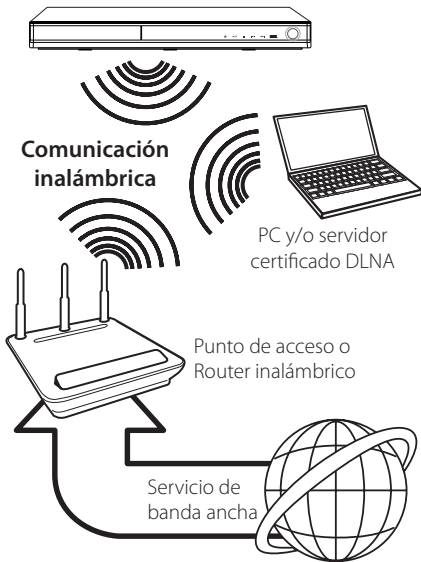 Comunicación
inalámbrica
PC y/o servidor
certificado DLNA
Punto de acceso o
Router inalámbrico
Servicio de
banda ancha